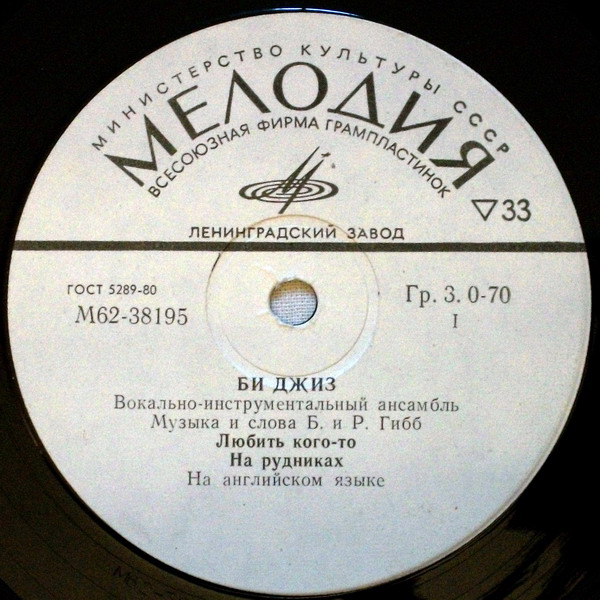 МИНИСТЕРСТВО КУЛЬТУРЫ СССР
МЕЛОДИЯ
ВСЕСОЮЗНАЯ ФИРМА ГРАМПЛАСТИНОК
▽33
ЛЕНИНГРАДСКИЙ ЗАВОД
ГОСТ 5289-80
М62-38195
Гр. 3. 0-70
I
БИ ДЖИЗ
Вокально-инструментальный ансамбль
Музыка и слова Б. и Р. Гибб
Любить кого-то
На рудниках
На английском языке